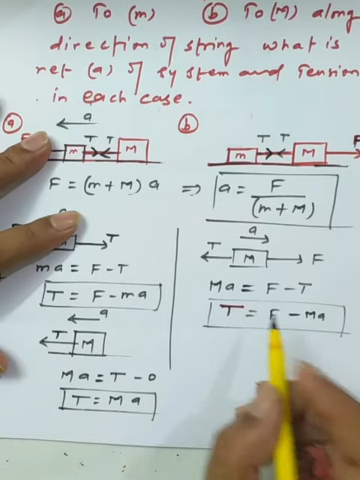 ⓐ To (m) ⓑ To (M) along
direction of string what is
net (a) of system and Tension
in each case.
ⓐ
a
F
T T
m
M
F = (m+M) a ⇒ a = F / (m+M)
T
ma = F - T
T = F - ma
a
T
M
Ma = T - 0
T = Ma
ⓑ
T T
m
M
F
a
T
M
F
Ma = F - T
T = F - Ma